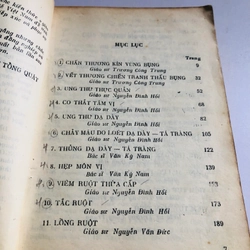 TỔNG QUÁT
MỤC LỤC
Trang
1. CHẤN THƯƠNG KÍN VÙNG BỤNG 9
Giáo sư Trương Công Trung
2. VẾT THƯƠNG CHIẾN TRANH THẤU BỤNG
Giáo sư Trương Công Trung
3. UNG THƯ THỰC QUẢN
Giáo sư Nguyễn Đình Hối
4. CO THẮT TÂM VỊ
Giáo sư Nguyễn Đình Hối
5. UNG THƯ DẠ DÀY
Giáo sư Nguyễn Đình Hối
6. CHẢY MÁU DO LOÉT DẠ DÀY — TÁ TRÀNG 105
Giáo sư Nguyễn Đình Hối
7. THỦNG DẠ DÀY — TÁ TRÀNG 122
Bác sĩ Văn Kỳ Nam
8. HẸP MÔN VỊ
Bác sĩ Văn Kỳ Nam
9. VIÊM RUỘT THỪA CẤP 153
Giáo sư Nguyễn Đình Hối
10. TẮC RUỘT 173
Giáo sư Nguyễn Đình Hối
11. LỒNG RUỘT 189
Giáo sư Nguyễn Văn Đức